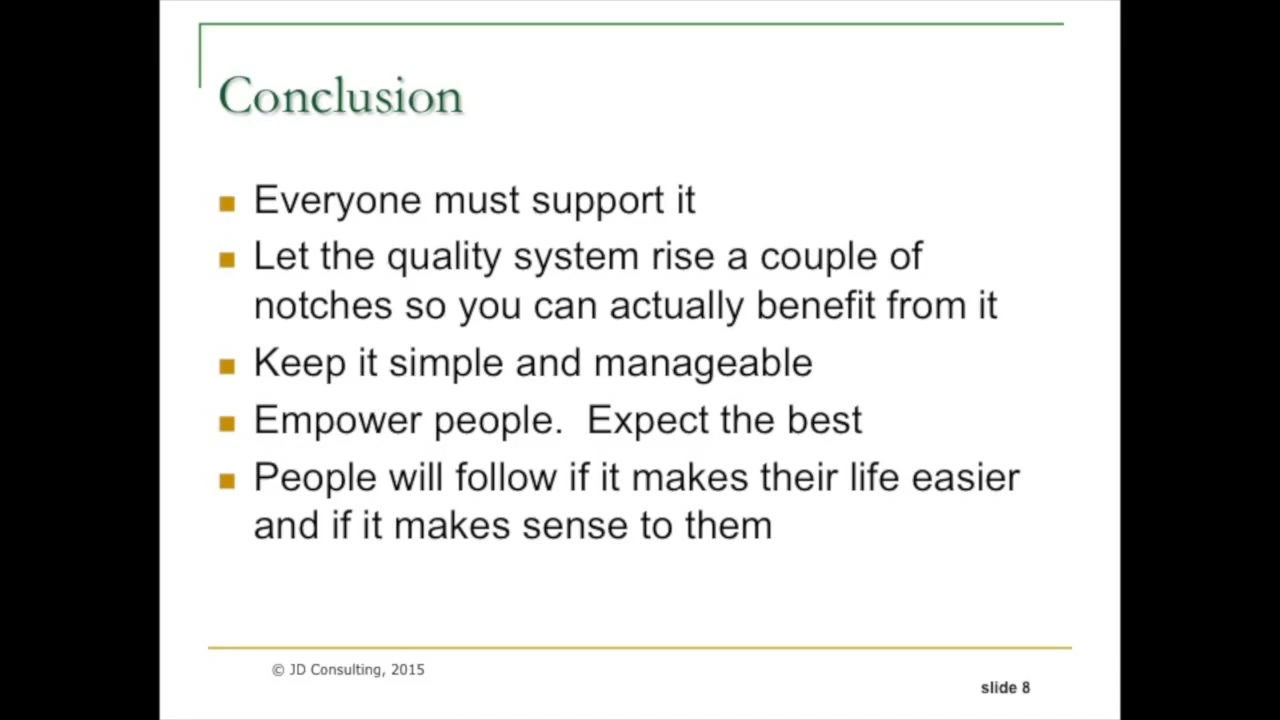 Conclusion
Everyone must support it
Let the quality system rise a couple of
notches so you can actually benefit from it
Keep it simple and manageable
Empower people.  Expect the best
People will follow if it makes their life easier
and if it makes sense to them
© JD Consulting, 2015
slide 8